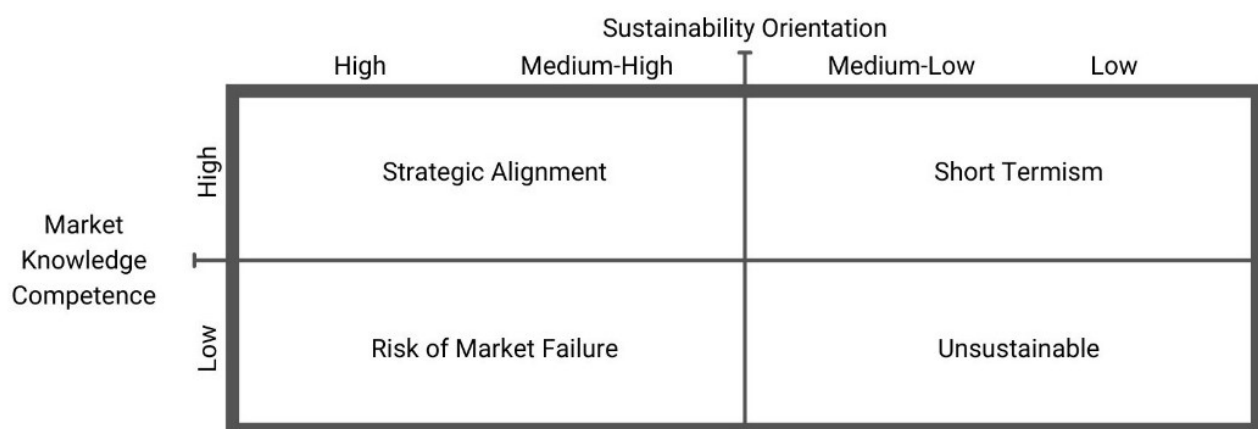 Sustainability Orientation
High Medium-High Medium-Low Low
High
Strategic Alignment Short Termism
Market
Knowledge
Competence
Low
Risk of Market Failure Unsustainable